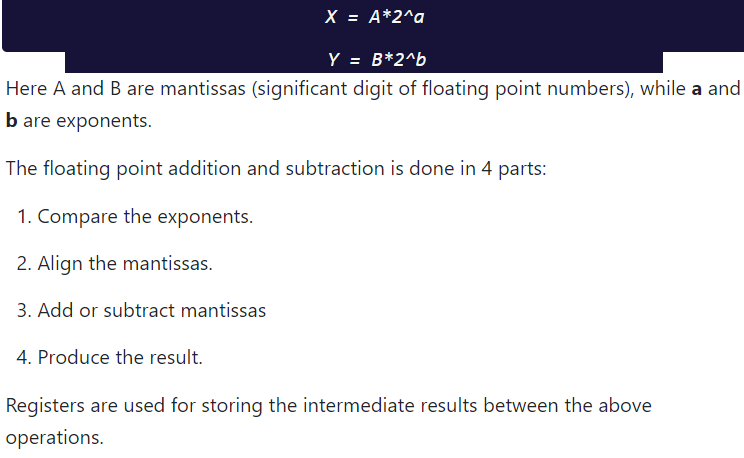 X = A*2^a
Y = B*2^b
Here A and B are mantissas (significant digit of floating point numbers), while a and
b are exponents.
The floating point addition and subtraction is done in 4 parts:
1. Compare the exponents.
2. Align the mantissas.
3. Add or subtract mantissas
4. Produce the result.
Registers are used for storing the intermediate results between the above
operations.